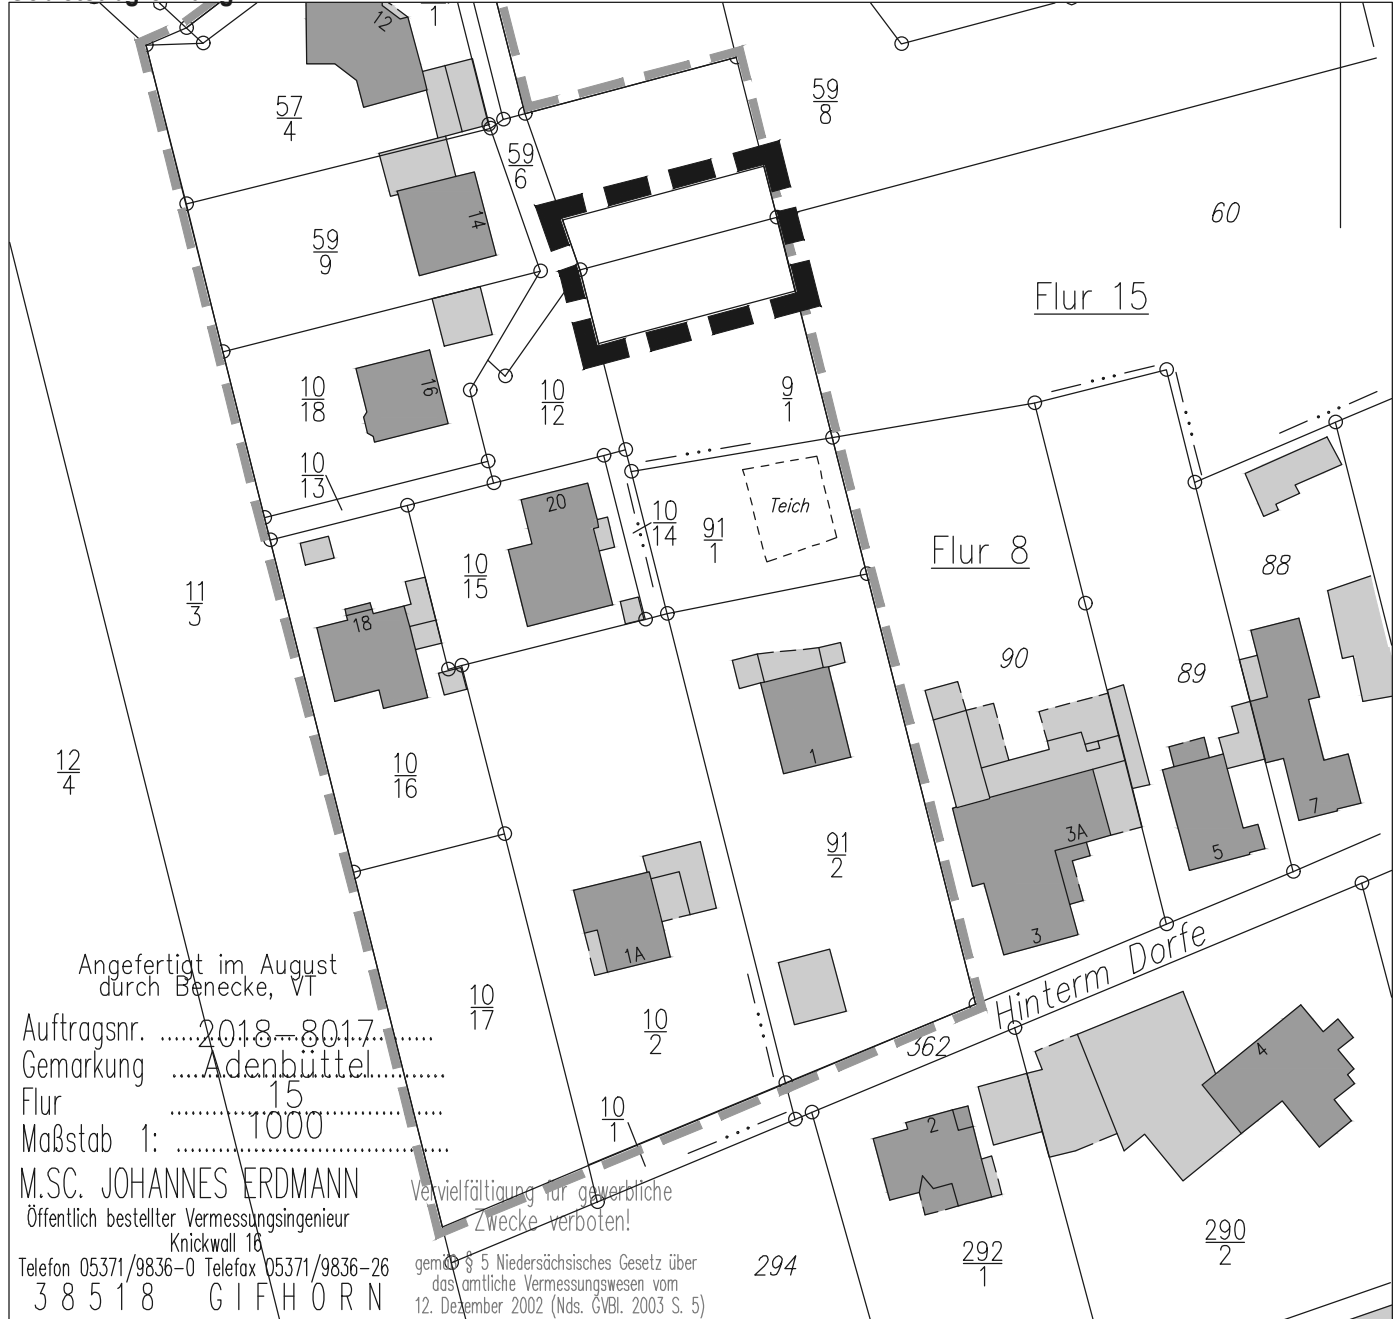 12
1
57
4
59
8
59
6
14
59
9
60
Flur 15
10
18
16
10
12
9
1
10
13
20
Teich
10
14
91
1
Flur 8
10
15
88
11
3
18
90
89
12
4
10
16
1
7
3A
5
91
2
1A
3
Hinterm Dorfe
10
17
10
2
362
4
10
1
2
294
292
1
290
2
Angefertigt im August
durch Benecke, VT
Auftragsnr. 2018-8017
Gemarkung Adenbüttel
Flur 15
Maßstab 1: 1000
M.SC. JOHANNES ERDMANN
Öffentlich bestellter Vermessungsingenieur
Knickwall 16
Telefon 05371/9836-0 Telefax 05371/9836-26
38518 GIFHORN
Vervielfältigung für gewerbliche
Zwecke verboten!
gemäß § 5 Niedersächsisches Gesetz über
das amtliche Vermessungswesen vom
12. Dezember 2002 (Nds. GVBl. 2003 S. 5)